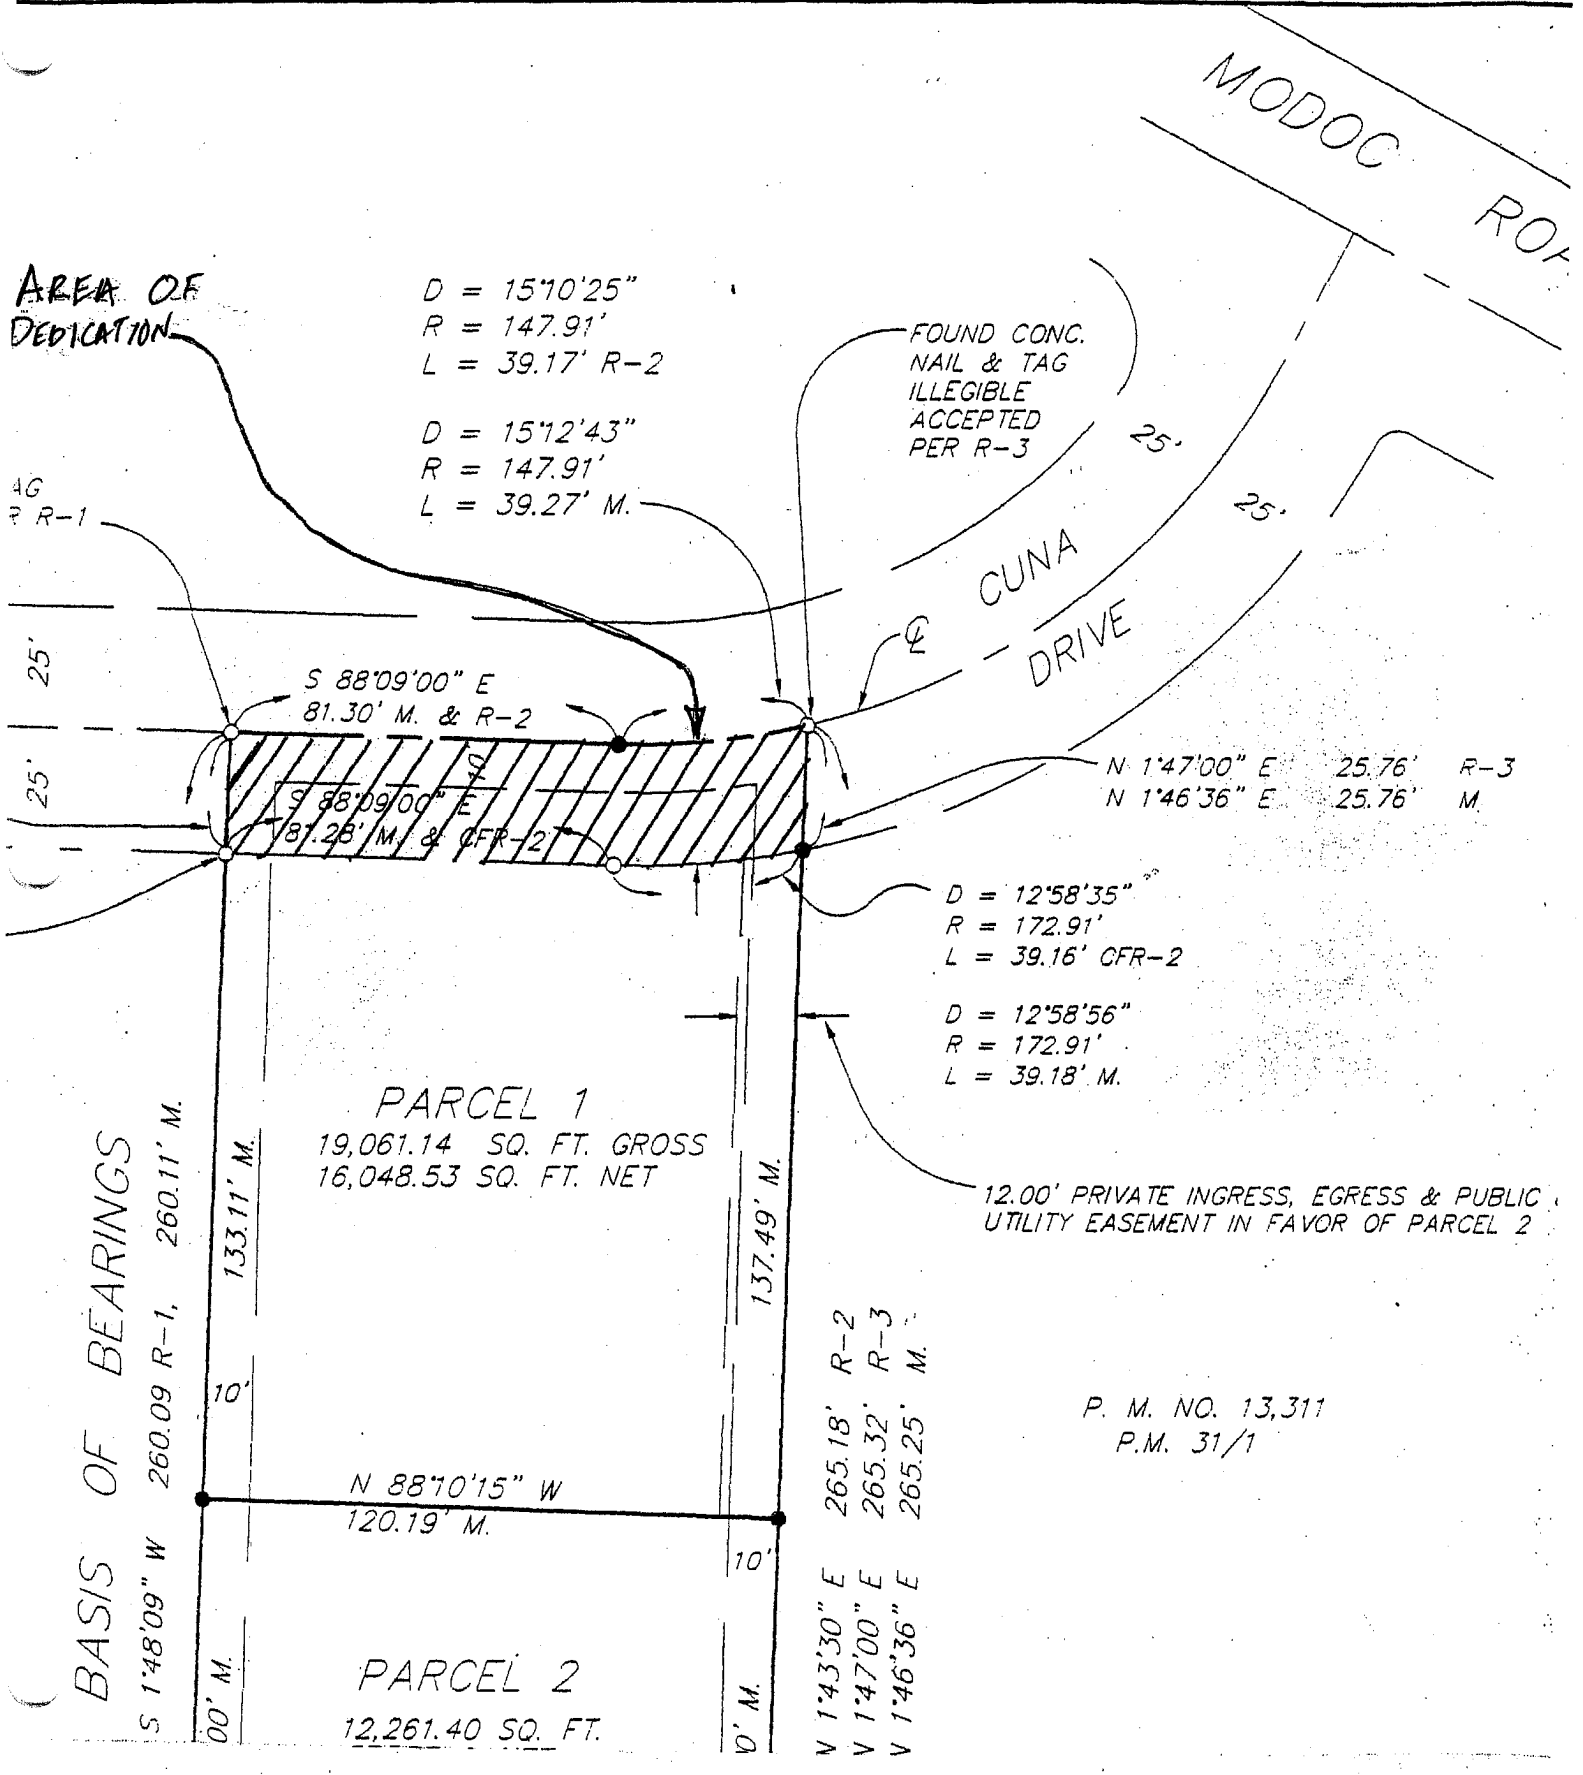 MODOC
AREA OF
DEDICATION
D = 15°10'25"
R = 147.91'
L = 39.17' R-2
D = 15°12'43"
R = 147.91'
L = 39.27' M.
FOUND CONC.
NAIL & TAG
ILLEGIBLE
ACCEPTED
PER R-3
25'
25'
R-1
CUNA
DRIVE
℄
25'
25'
S 88°09'00" E
81.30' M. & R-2
10'
S 88°09'00" E
81.28' M. & CFR-2
N 1°47'00" E 25.76' R-3
N 1°46'36" E 25.76' M.
D = 12°58'35"
R = 172.91'
L = 39.16' CFR-2
D = 12°58'56"
R = 172.91'
L = 39.18' M.
PARCEL 1
19,061.14 SQ. FT. GROSS
16,048.53 SQ. FT. NET
12.00' PRIVATE INGRESS, EGRESS & PUBLIC
UTILITY EASEMENT IN FAVOR OF PARCEL 2
BASIS OF BEARINGS
S 1°48'09" W 260.09 R-1, 260.11' M.
133.11' M.
137.49' M.
10'
N 88°10'15" W
120.19' M.
10'
1°43'30" E 265.18' R-2
1°47'00" E 265.32' R-3
1°46'36" E 265.25' M.
P. M. NO. 13,311
P.M. 31/1
PARCEL 2
12,261.40 SQ. FT.
00' M.
0' M.